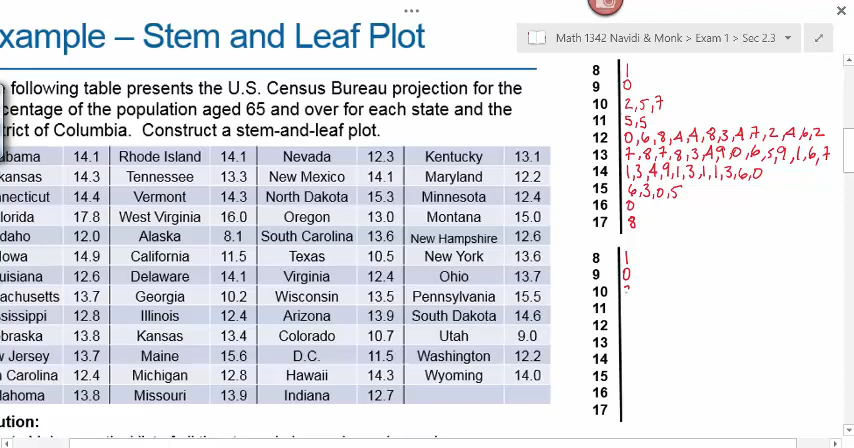 xample – Stem and Leaf Plot
Math 1342 Navidi & Monk > Exam 1 > Sec 2.3
following table presents the U.S. Census Bureau projection for the
centage of the population aged 65 and over for each state and the
trict of Columbia. Construct a stem-and-leaf plot.
abama 14.1 Rhode Island 14.1 Nevada 12.3 Kentucky 13.1
kansas 14.3 Tennessee 13.3 New Mexico 14.1 Maryland 12.2
nnecticut 14.4 Vermont 14.3 North Dakota 15.3 Minnesota 12.4
lorida 17.8 West Virginia 16.0 Oregon 13.0 Montana 15.0
daho 12.0 Alaska 8.1 South Carolina 13.6 New Hampshire 12.6
owa 14.9 California 11.5 Texas 10.5 New York 13.6
uisiana 12.6 Delaware 14.1 Virginia 12.4 Ohio 13.7
sachusetts 13.7 Georgia 10.2 Wisconsin 13.5 Pennsylvania 15.5
sissippi 12.8 Illinois 12.4 Arizona 13.9 South Dakota 14.6
ebraska 13.8 Kansas 13.4 Colorado 10.7 Utah 9.0
w Jersey 13.7 Maine 15.6 D.C. 11.5 Washington 12.2
h Carolina 12.4 Michigan 12.8 Hawaii 14.3 Wyoming 14.0
lahoma 13.8 Missouri 13.9 Indiana 12.7
ution:
8 1
9 0
10 2,5,7
11 5,5
12 0,6,8,4,4,8,3,4,7,2,4,6,2
13 7,8,7,8,3,4,9,0,6,5,9,1,6,7
14 1,3,4,9,1,3,1,1,3,6,0
15 6,3,0,5
16 0
17 8
8 1
9 0
10
11
12
13
14
15
16
17